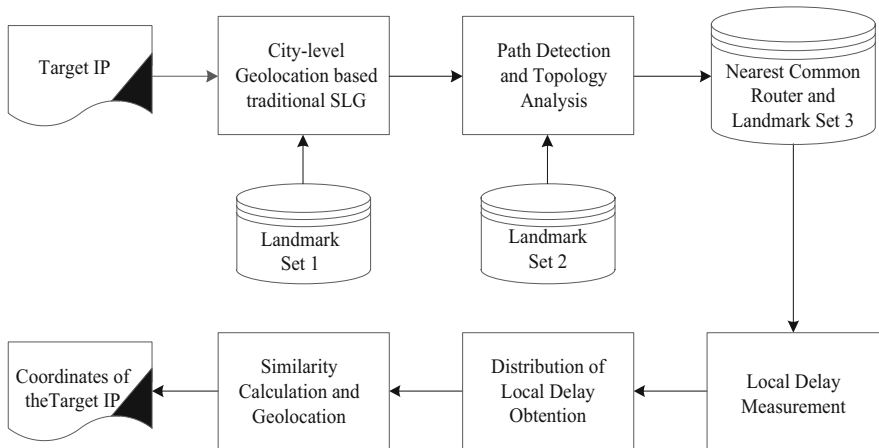 Target IP
City-level
Geolocation based
traditional SLG
Path Detection
and Topology
Analysis
Nearest Common
Router and
Landmark Set 3
Landmark
Set 1
Landmark
Set 2
Coordinates of
theTarget IP
Similarity
Calculation and
Geolocation
Distribution of
Local Delay
Obtention
Local Delay
Measurement